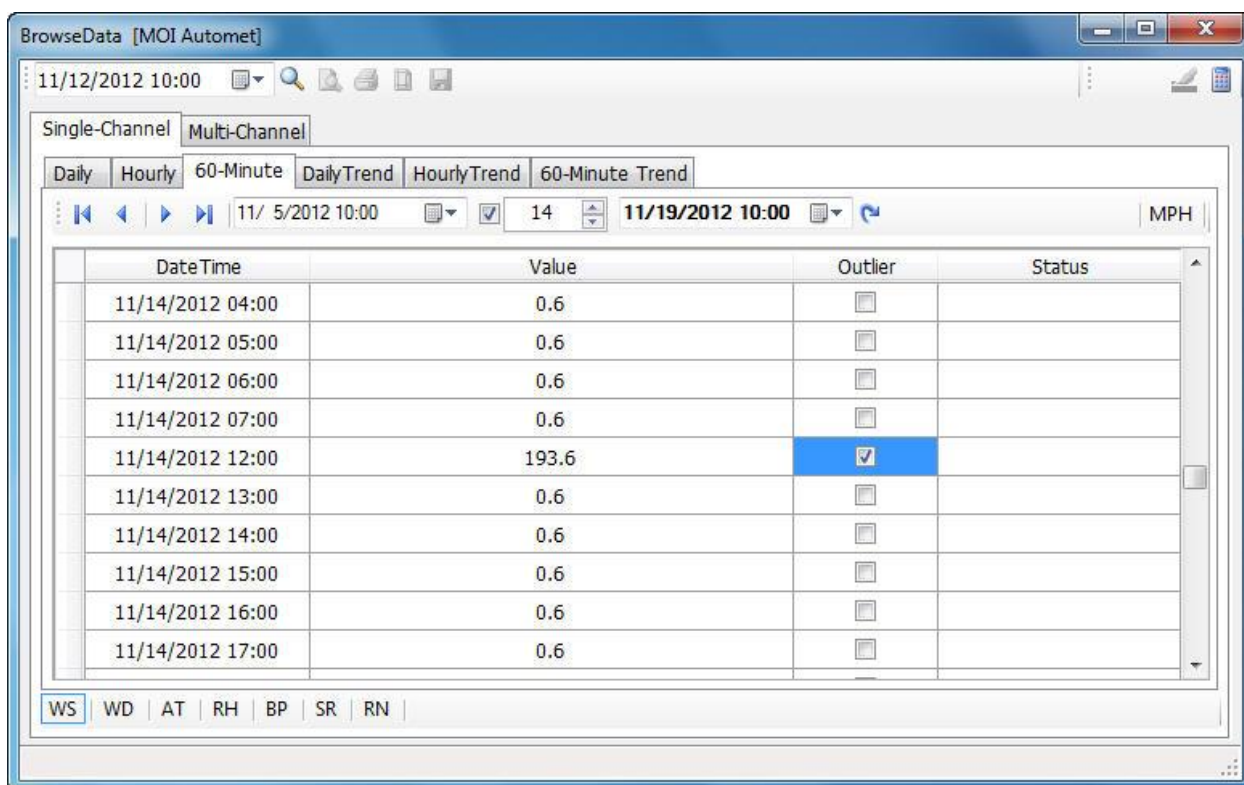 BrowseData [MOI Automet]
11/12/2012 10:00
Single-Channel Multi-Channel
Daily Hourly 60-Minute DailyTrend HourlyTrend 60-Minute Trend
11/ 5/2012 10:00 14 11/19/2012 10:00 MPH
DateTime Value Outlier Status
11/14/2012 04:00 0.6
11/14/2012 05:00 0.6
11/14/2012 06:00 0.6
11/14/2012 07:00 0.6
11/14/2012 12:00 193.6
11/14/2012 13:00 0.6
11/14/2012 14:00 0.6
11/14/2012 15:00 0.6
11/14/2012 16:00 0.6
11/14/2012 17:00 0.6
WS WD AT RH BP SR RN